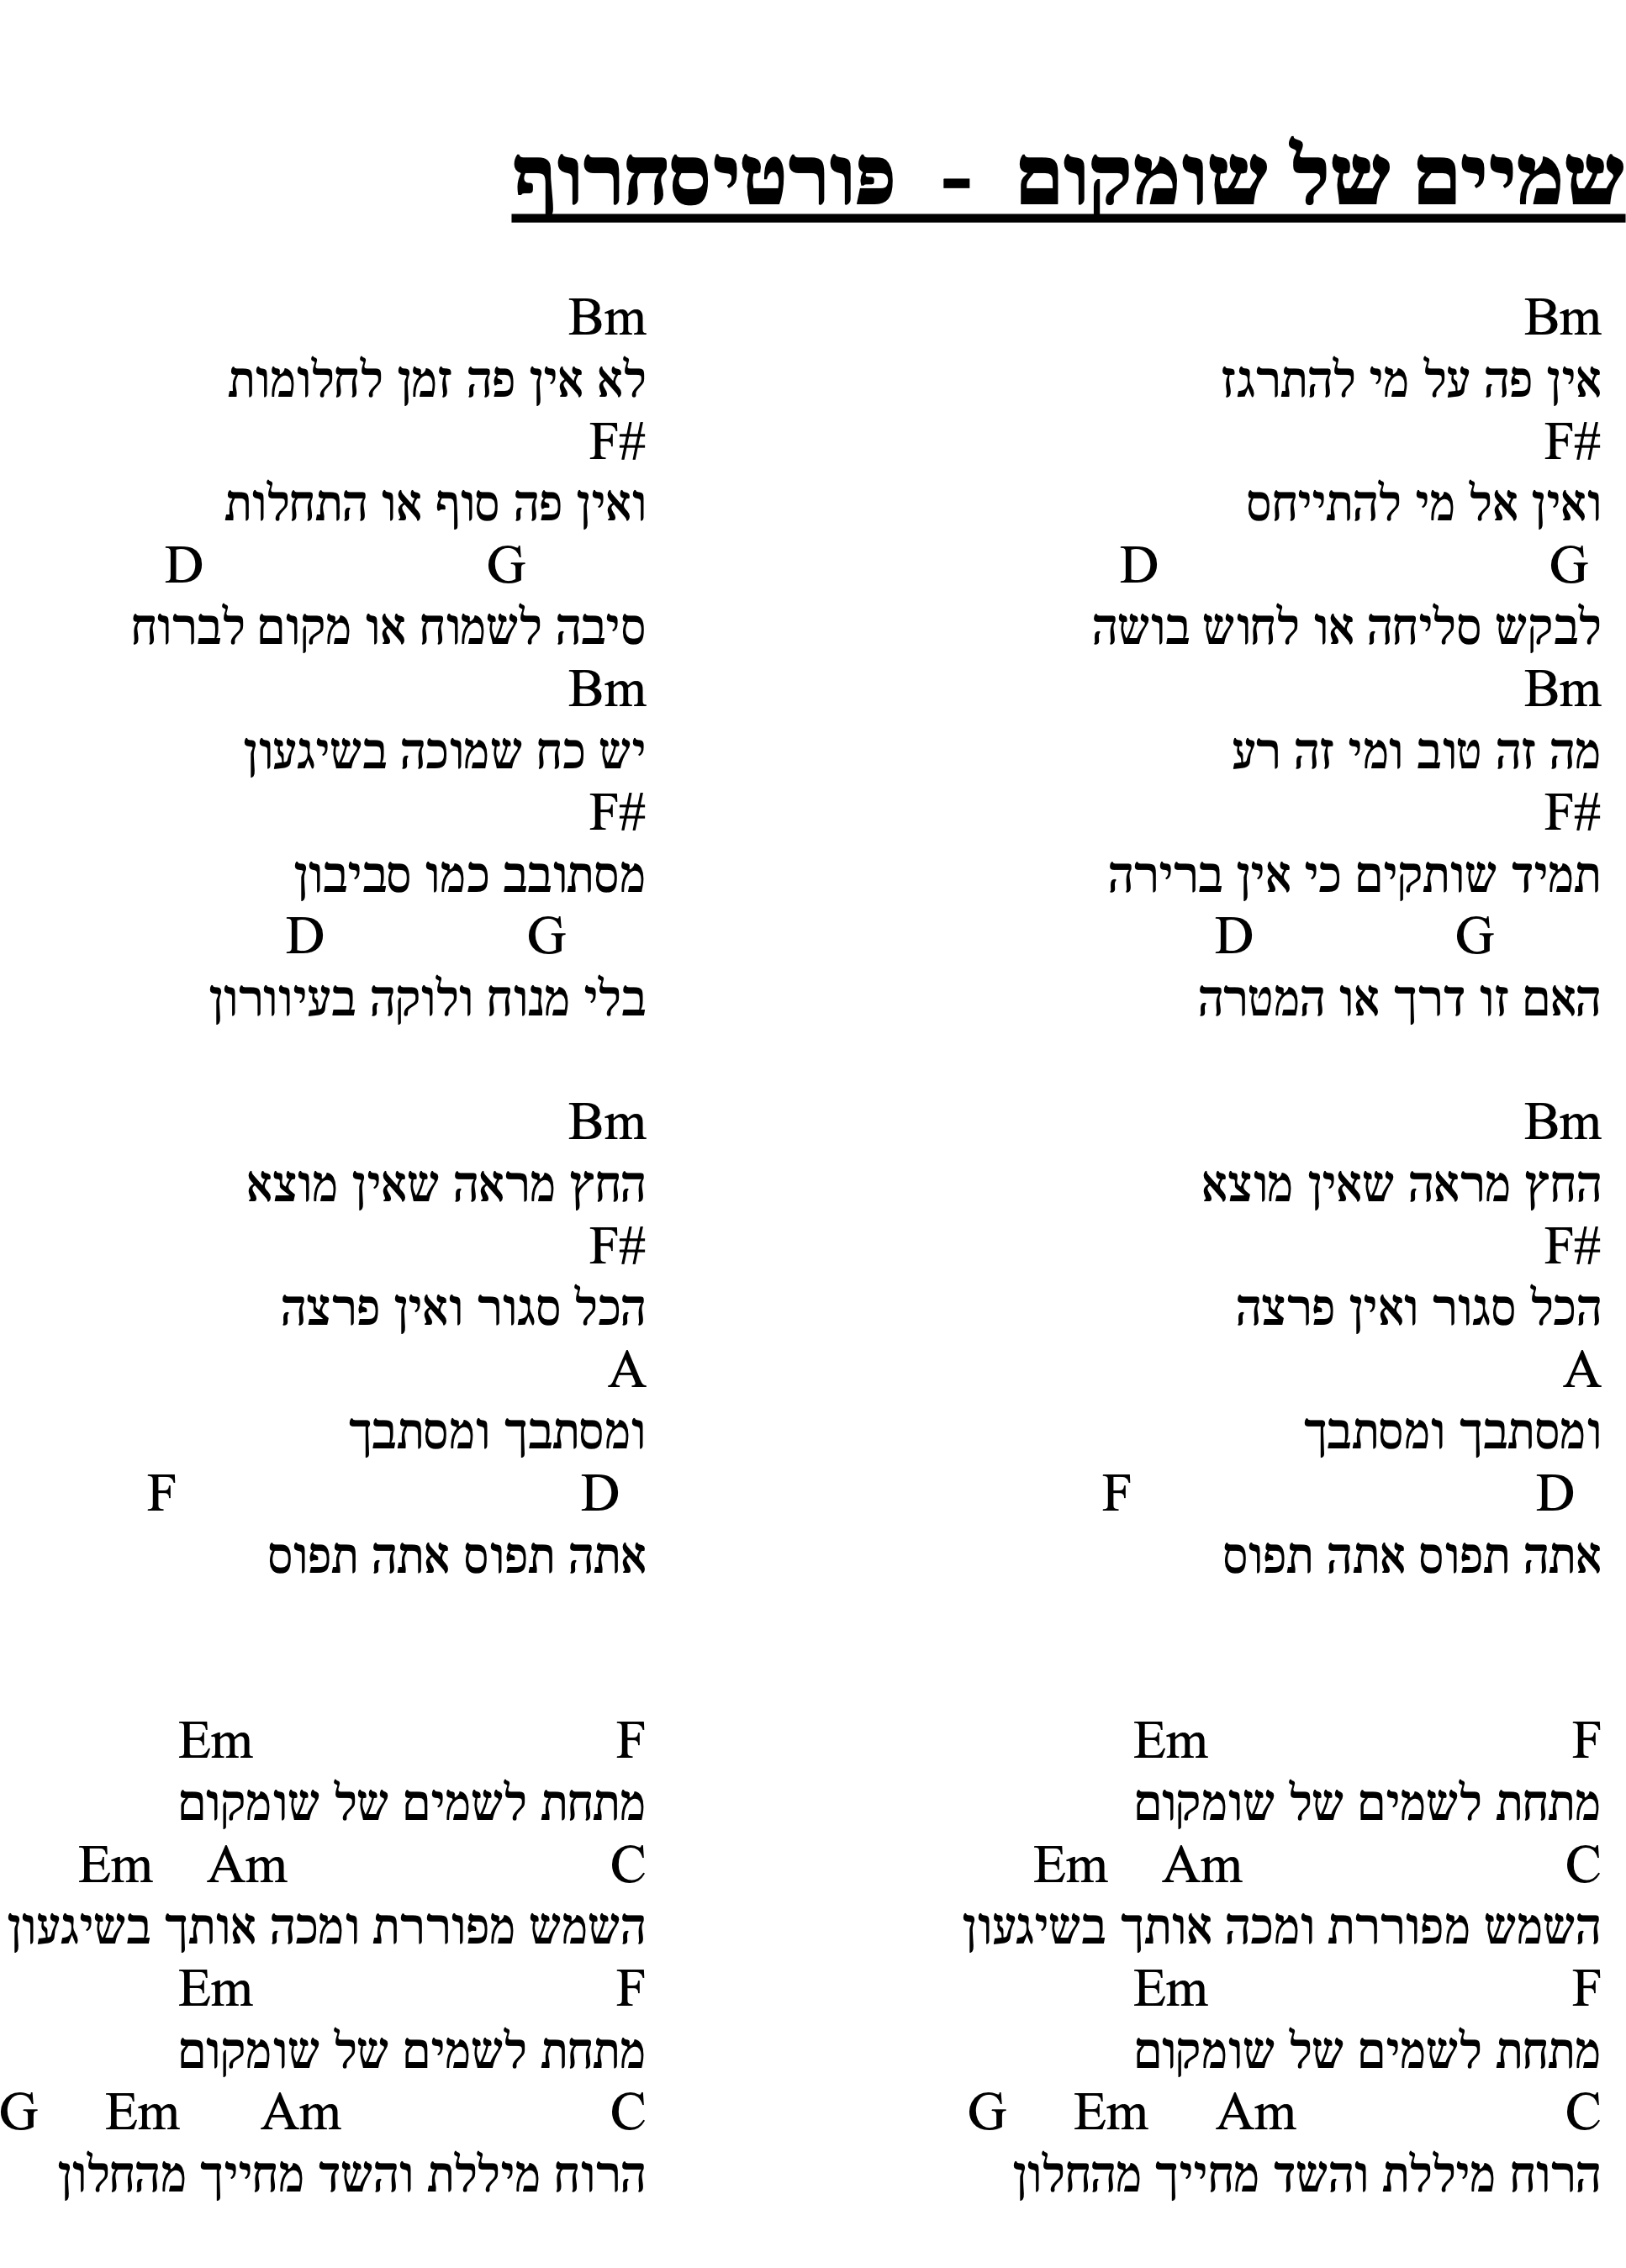 שמיים של שומקום - פורטיסחרוף
Bm
אין פה על מי להתרגז
F#
ואין אל מי להתייחס
G D
לבקש סליחה או לחוש בושה
Bm
מה זה טוב ומי זה רע
F#
תמיד שותקים כי אין ברירה
G D
האם זו דרך או המטרה
Bm
החץ מראה שאין מוצא
F#
הכל סגור ואין פרצה
A
ומסתבך ומסתבך
D F
אתה תפוס אתה תפוס
F Em
מתחת לשמים של שומקום
C Am Em
השמש מפוררת ומכה אותך בשיגעון
F Em
מתחת לשמים של שומקום
C Am Em G
הרוח מיללת והשד מחייך מהחלון
Bm
לא אין פה זמן לחלומות
F#
ואין פה סוף או התחלות
G D
סיבה לשמוח או מקום לברוח
Bm
יש כח שמוכה בשיגעון
F#
מסתובב כמו סביבון
G D
בלי מנוח ולוקה בעיוורון
Bm
החץ מראה שאין מוצא
F#
הכל סגור ואין פרצה
A
ומסתבך ומסתבך
D F
אתה תפוס אתה תפוס
F Em
מתחת לשמים של שומקום
C Am Em
השמש מפוררת ומכה אותך בשיגעון
F Em
מתחת לשמים של שומקום
C Am Em G
הרוח מיללת והשד מחייך מהחלון